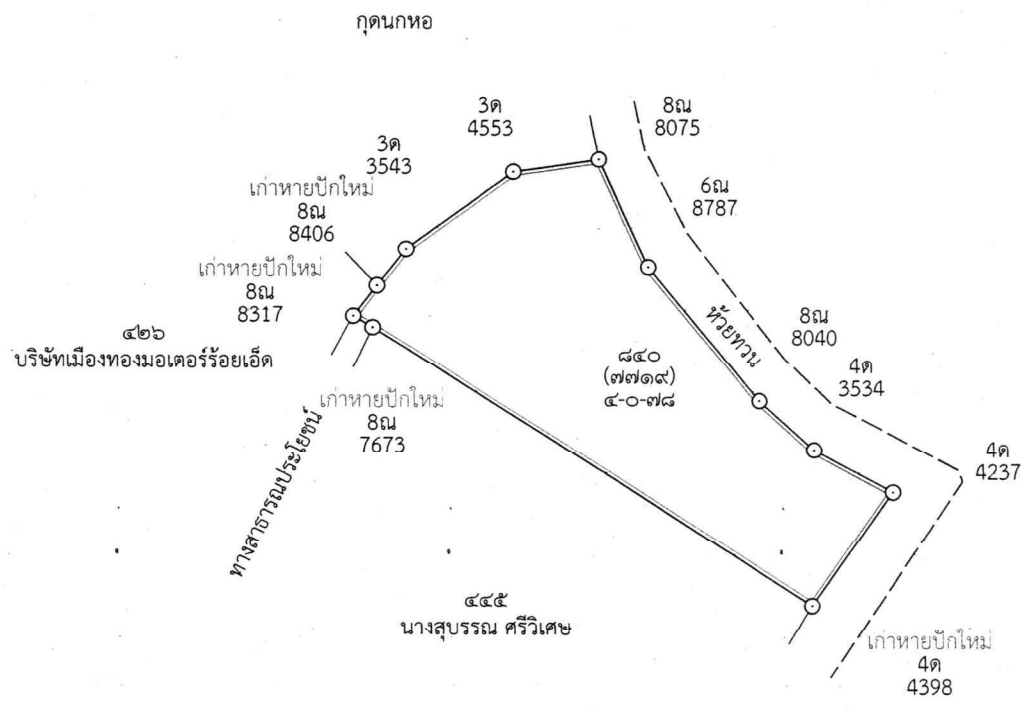 กุดนกหอ
3ด
4553
8ณ
8075
3ด
3543
เก่าหายปักใหม่
8ณ
8406
6ณ
8787
เก่าหายปักใหม่
8ณ
8317
ห้วยทวน
8ณ
8040
๔๒๖
บริษัทเมืองทองมอเตอร์ร้อยเอ็ด
๘๔๐
(๗๗๑๙)
๔-๐-๗๘
4ด
3534
เก่าหายปักใหม่
8ณ
7673
4ด
4237
ทางสาธารณประโยชน์
๔๔๕
นางสุบรรณ ศรีวิเศษ
เก่าหายปักใหม่
4ด
4398